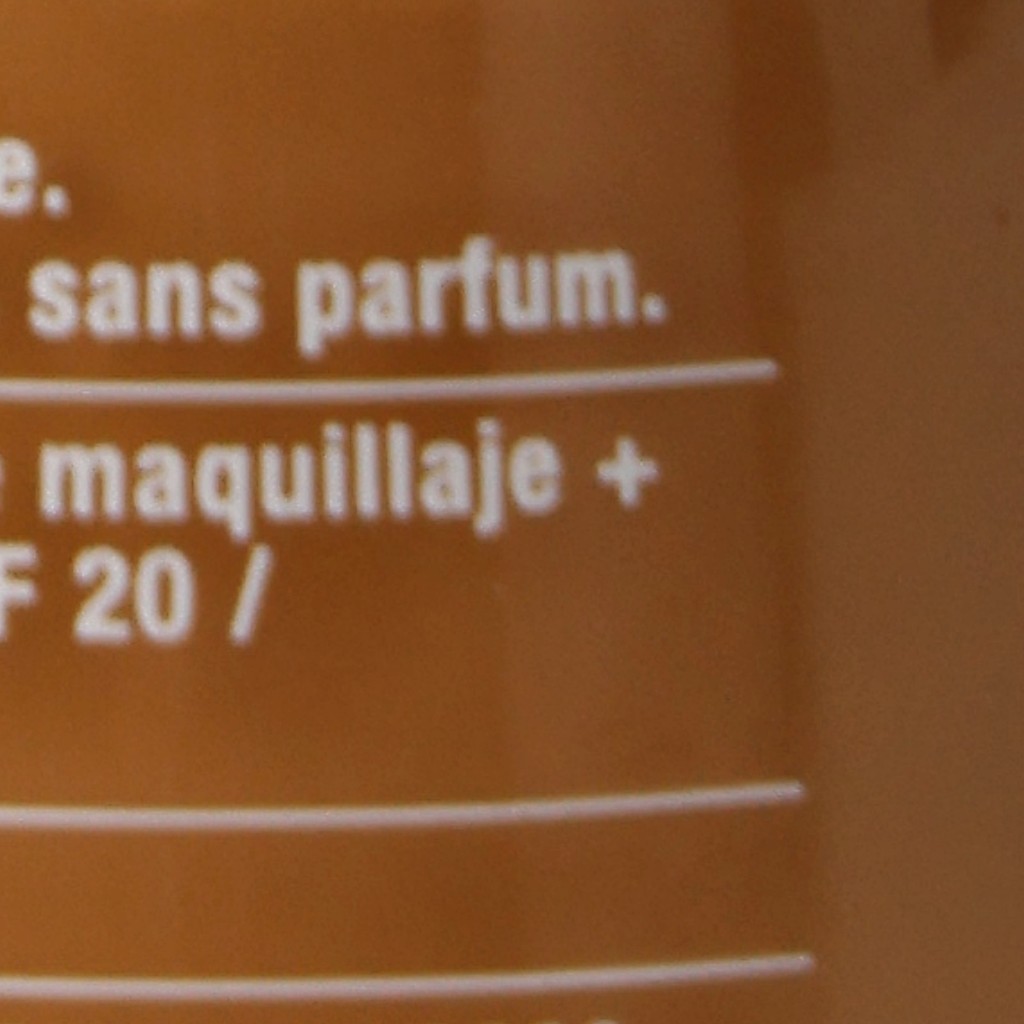 e.
sans parfum.
maquillaje +
F 20 /